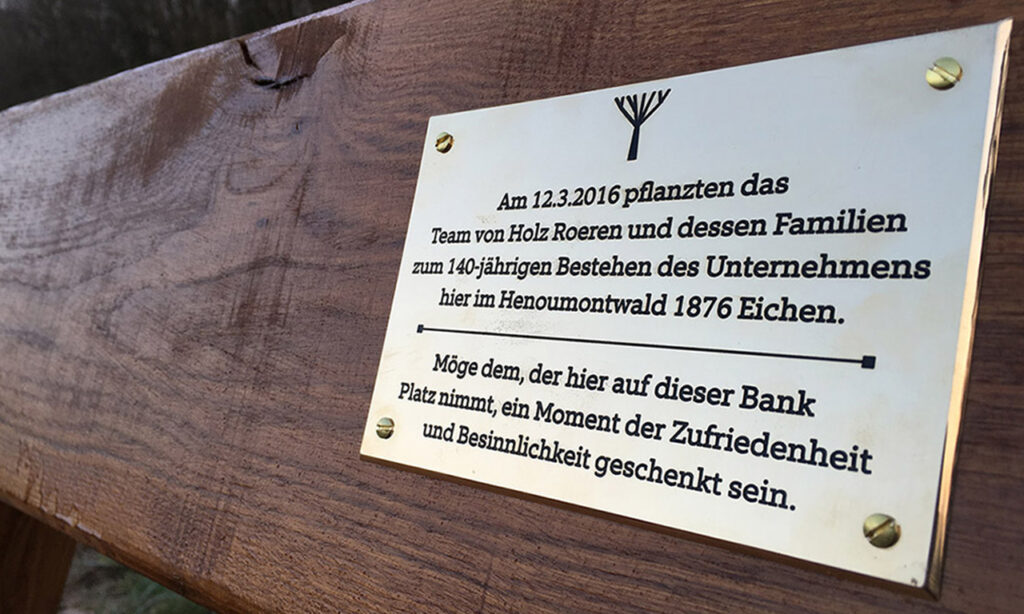 Am 12.3.2016 pflanzten das
Team von Holz Roeren und dessen Familien
zum 140-jährigen Bestehen des Unternehmens
hier im Henoumontwald 1876 Eichen.
Möge dem, der hier auf dieser Bank
Platz nimmt, ein Moment der Zufriedenheit
und Besinnlichkeit geschenkt sein.